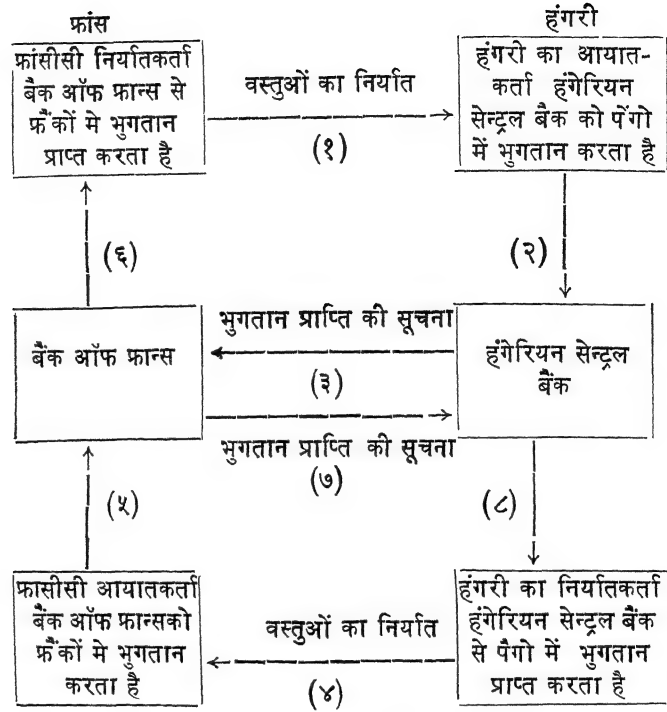 फ्रांस
हंगरी
फ्रांसीसी निर्यातकर्ता
बैक ऑफ फ्रान्स से
फ्रैंकों मे भुगतान
प्राप्त करता है
वस्तुओं का निर्यात
(१)
हंगरी का आयात-
कर्ता हंगेरियन
सेन्ट्रल बैक को पेंगो
में भुगतान करता है
(६)
(२)
बैंक ऑफ फ्रान्स
भुगतान प्राप्ति की सूचना
(३)
भुगतान प्राप्ति की सूचना
(७)
हंगेरियन सेन्ट्रल
बैंक
(५)
(८)
फ्रासीसी आयातकर्ता
बैंक ऑफ फ्रान्सको
फ्रैंकों मे भुगतान
करता है
वस्तुओं का निर्यात
(४)
हंगरी का निर्यातकर्ता
हंगेरियन सेन्ट्रल बैंक
से पैगो में भुगतान
प्राप्त करता है